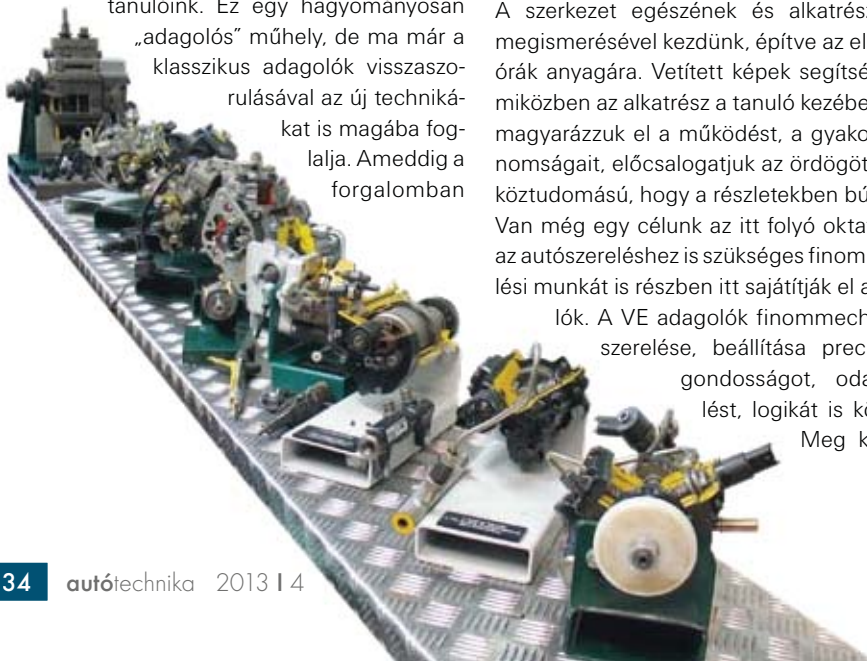 tanulóink. Ez egy hagyományosan
„adagolós” műhely, de ma már a
klasszikus adagolók visszaszo-
rulásával az új techniká-
kat is magába fog-
lalja. Ameddig a
forgalomban
A szerkezet egészének és alkatrész
megismerésével kezdünk, építve az el
órák anyagára. Vetített képek segítsé
miközben az alkatrész a tanuló kezébe
magyarázzuk el a működést, a gyako
nomságait, előcsalogatjuk az ördögöt
köztudomású, hogy a részletekben bú
Van még egy célunk az itt folyó okta
az autószereléshez is szükséges finom
lési munkát is részben itt sajátítják el a
lók. A VE adagolók finommech
szerelése, beállítása prec
gondosságot, oda
lést, logikát is kö
Meg k
34 autótechnika 2013 I 4